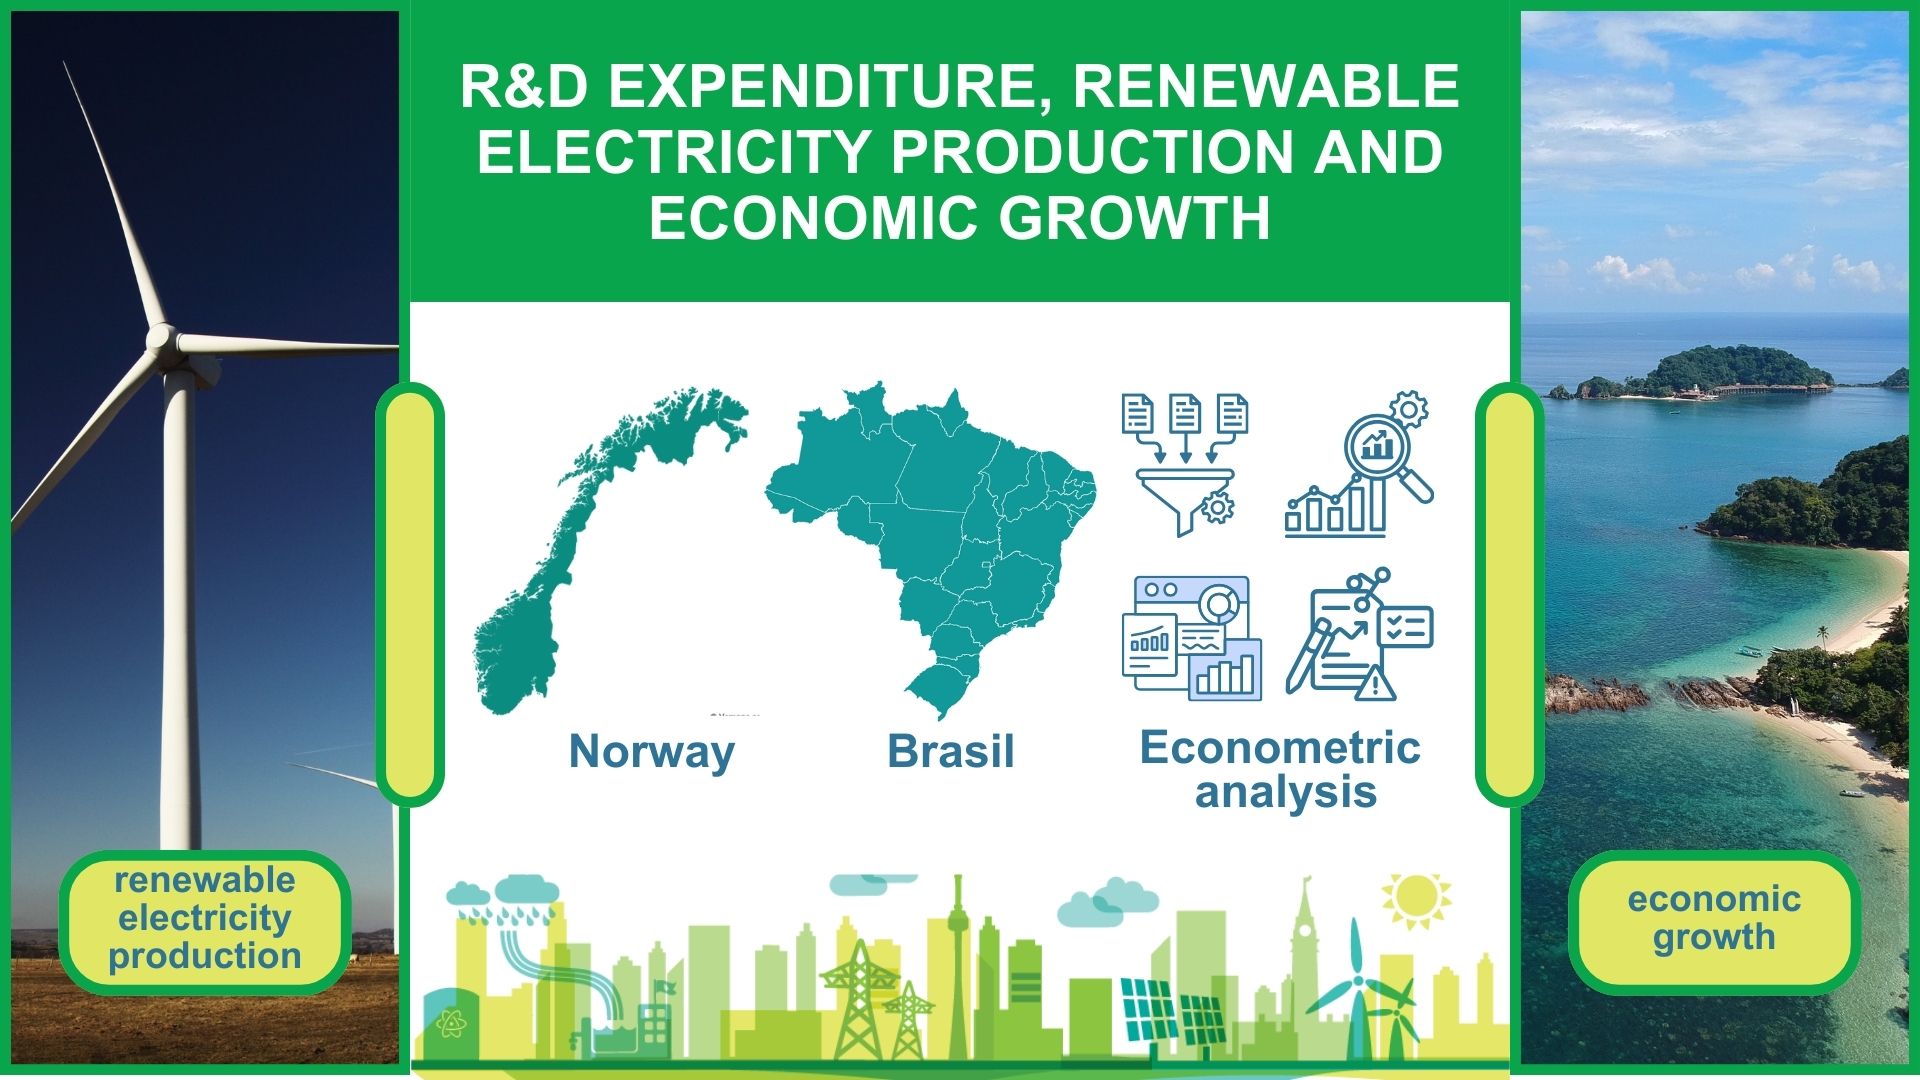 R&D EXPENDITURE, RENEWABLE
ELECTRICITY PRODUCTION AND
ECONOMIC GROWTH
Norway
Brasil
Econometric
analysis
renewable
electricity
production
economic
growth